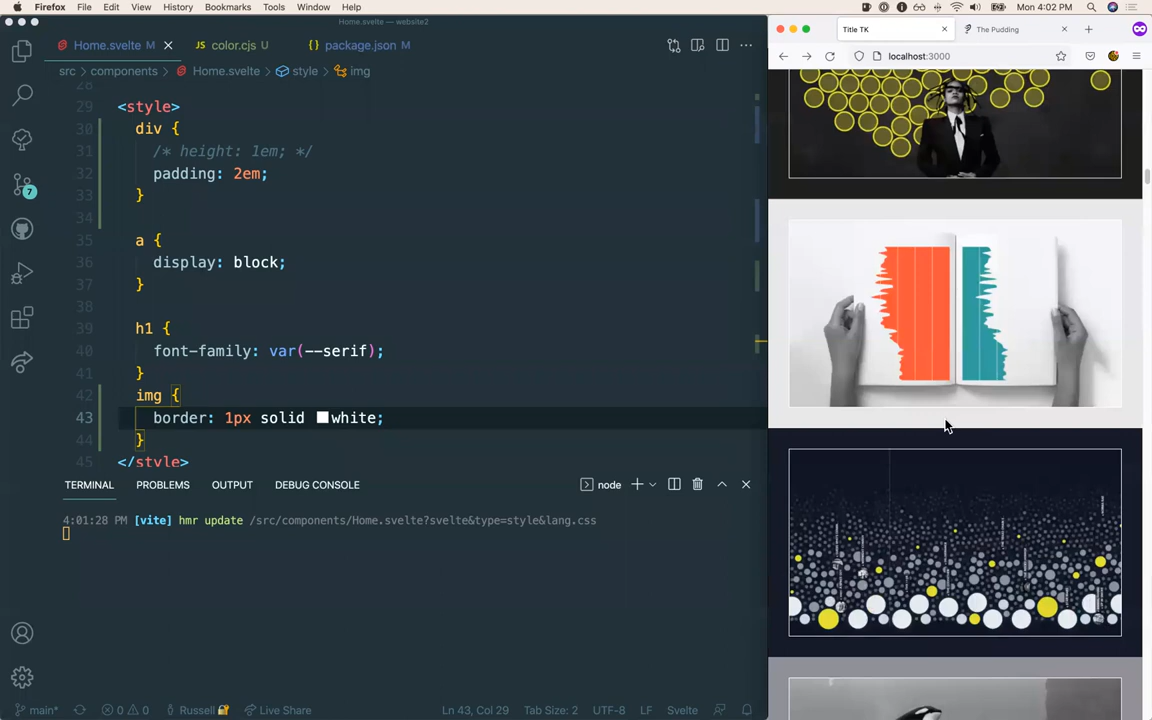 Firefox File Edit View History Bookmarks Tools Window Help
Mon 4:02 PM
Home.svelte — website2
Home.svelte M
color.cjs U
package.json M
src > components > Home.svelte > style > img
28
29 <style>
30 div {
31 /* height: 1em; */
32 padding: 2em;
33 }
34
35 a {
36 display: block;
37 }
38
39 h1 {
40 font-family: var(--serif);
41 }
42 img {
43 border: 1px solid white;
44 }
45 </style>
TERMINAL PROBLEMS OUTPUT DEBUG CONSOLE
node
4:01:28 PM [vite] hmr update /src/components/Home.svelte?svelte&type=style&lang.css
7
main* 0 0 Russell Live Share
Ln 43, Col 29 Tab Size: 2 UTF-8 LF Svelte
Title TK
The Pudding
localhost:3000